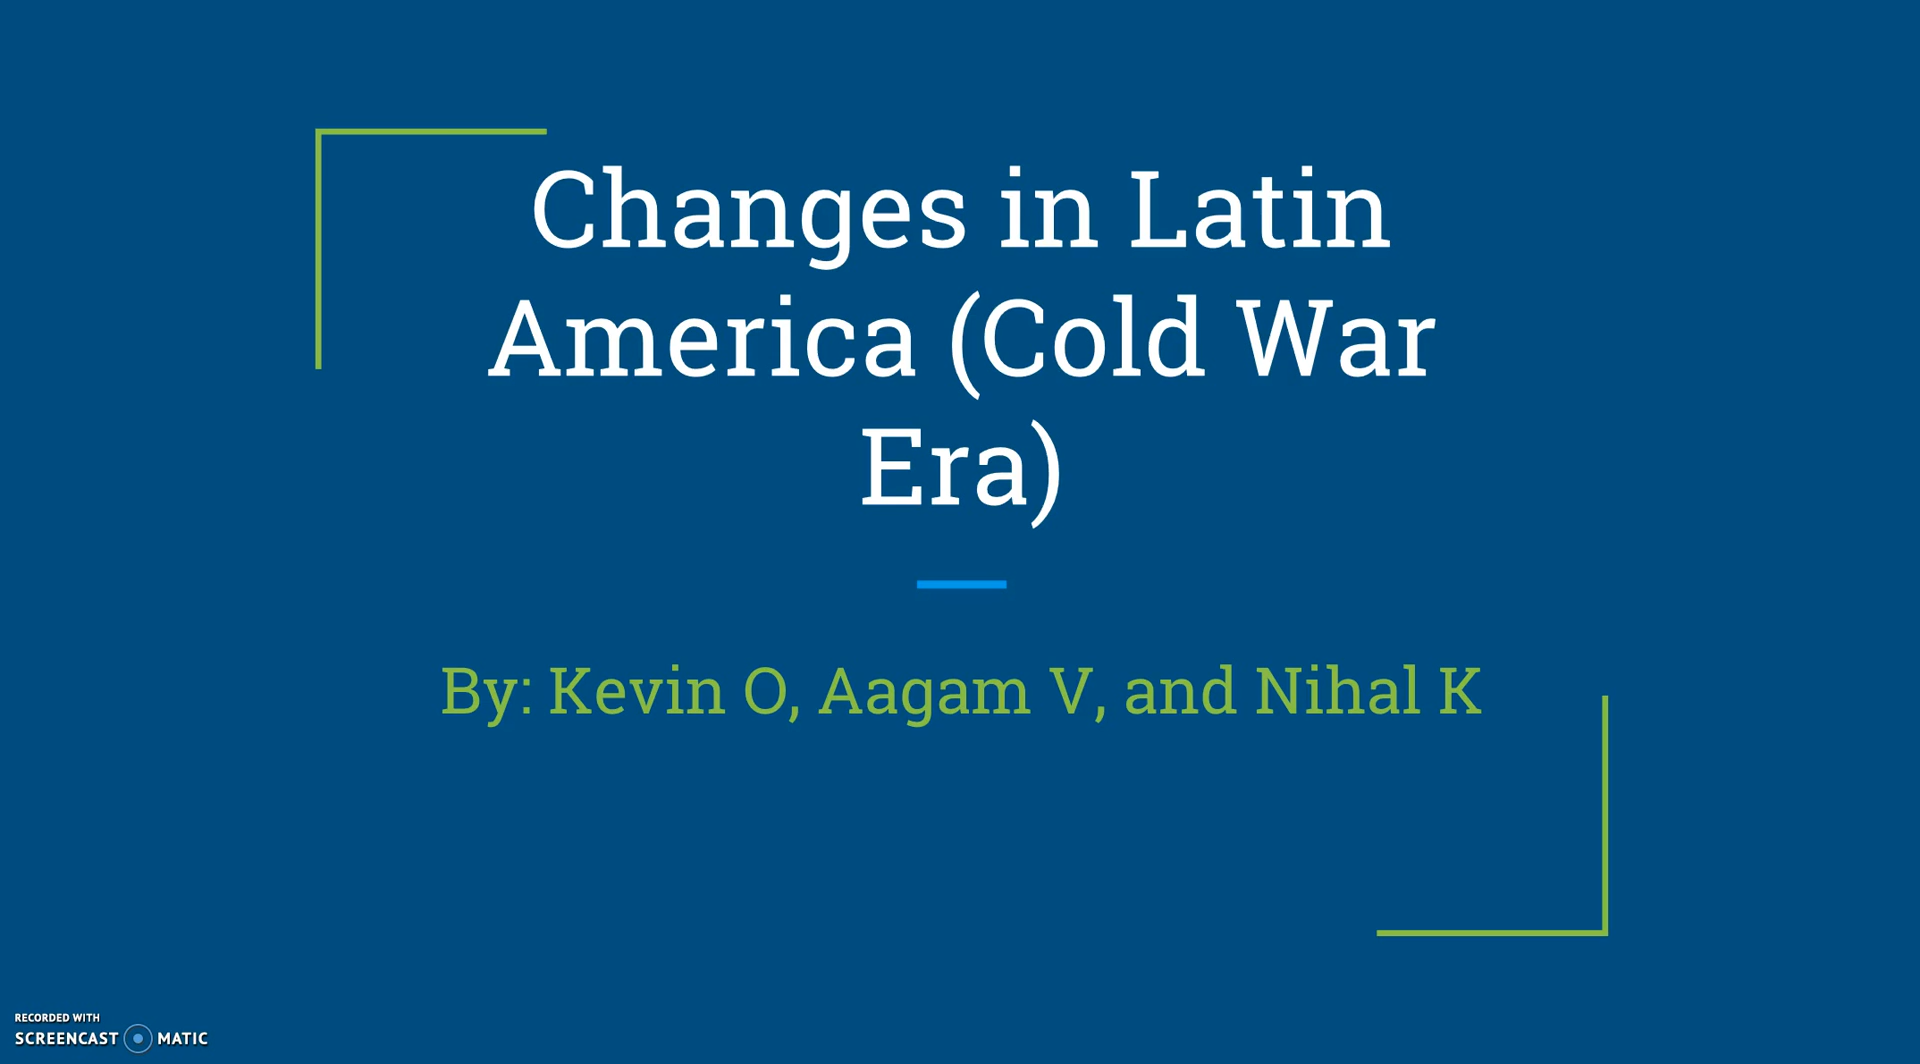 Changes in Latin
America (Cold War
Era)
By: Kevin O, Aagam V, and Nihal K
RECORDED WITH
SCREENCAST MATIC